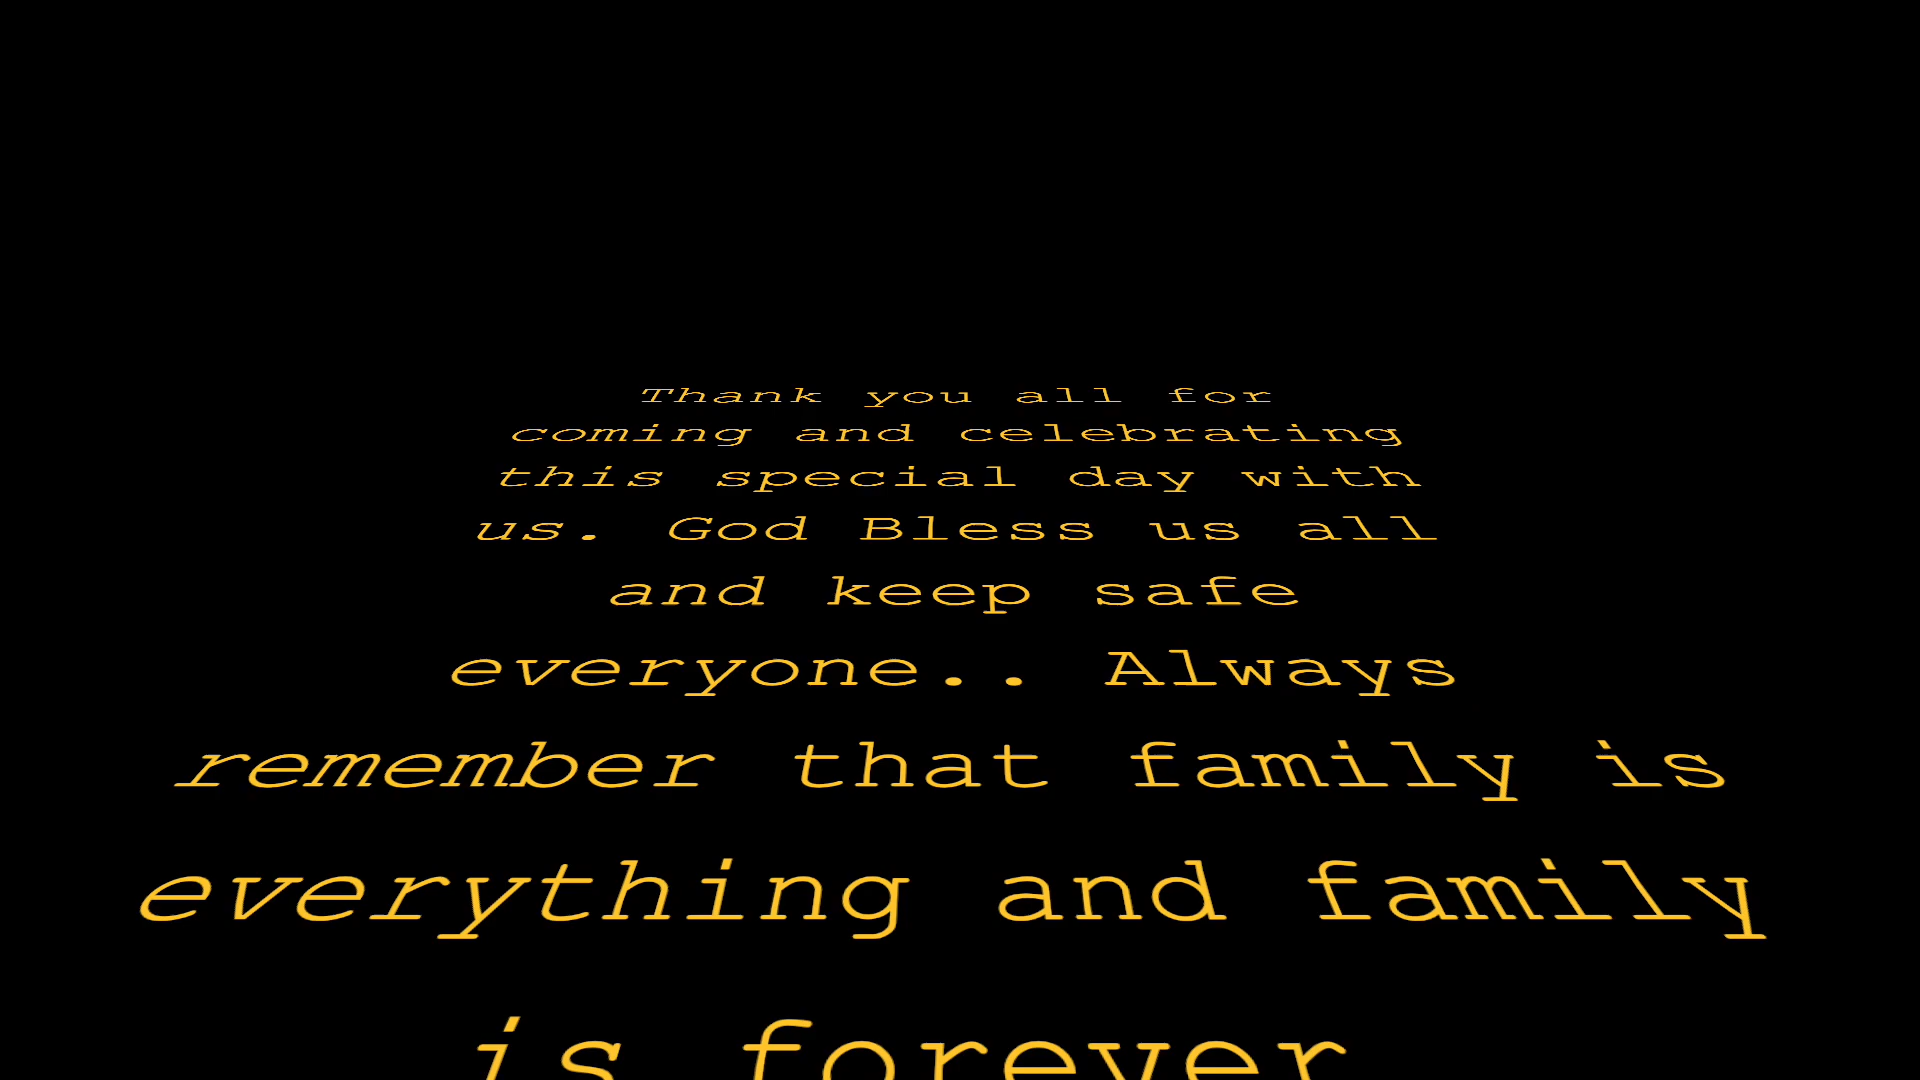 Thank you all for
coming and celebrating
this special day with
us. God Bless us all
and keep safe
everyone.. Always
remember that family is
everything and family
is forever